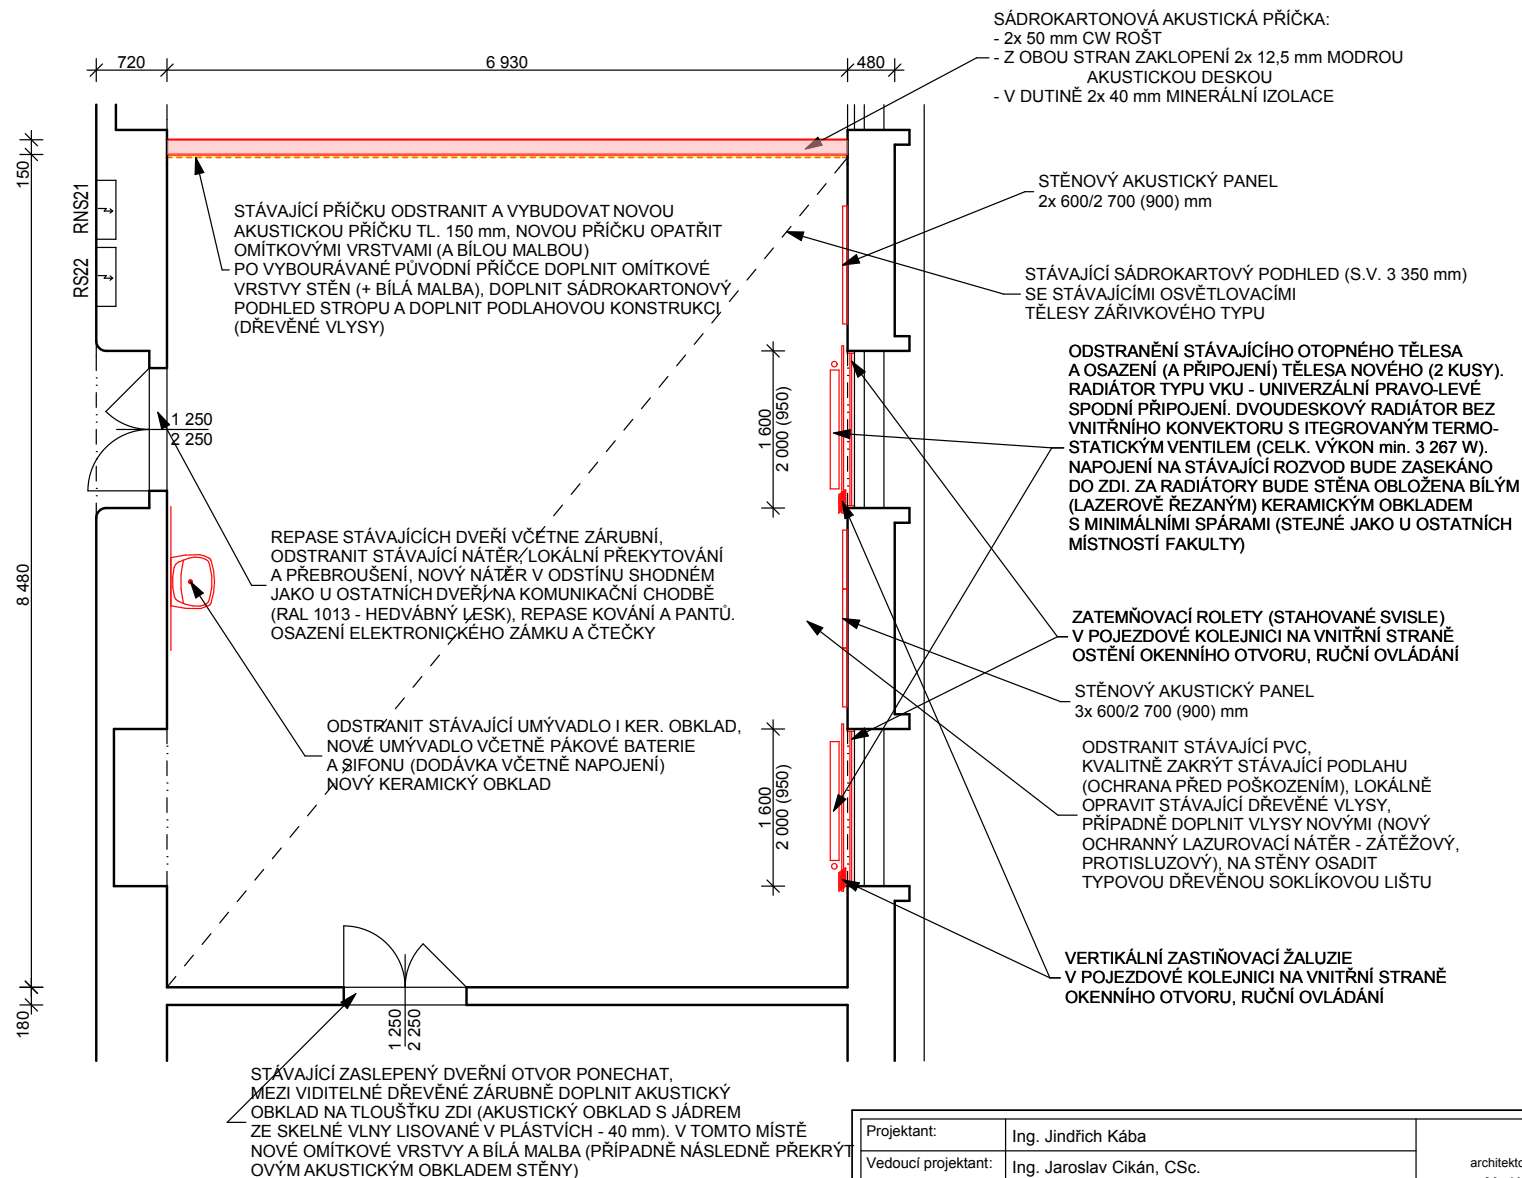 SÁDROKARTONOVÁ AKUSTICKÁ PŘÍČKA:
- 2x 50 mm CW ROŠT
- Z OBOU STRAN ZAKLOPENÍ 2x 12,5 mm MODROU
AKUSTICKOU DESKOU
- V DUTINĚ 2x 40 mm MINERÁLNÍ IZOLACE
720
6 930
480
150
RNS21
RS22
STÁVAJÍCÍ PŘÍČKU ODSTRANIT A VYBUDOVAT NOVOU
AKUSTICKOU PŘÍČKU TL. 150 mm, NOVOU PŘÍČKU OPATŘIT
OMÍTKOVÝMI VRSTVAMI (A BÍLOU MALBOU)
PO VYBOURÁVANÉ PŮVODNÍ PŘÍČCE DOPLNIT OMÍTKOVÉ
VRSTVY STĚN (+ BÍLÁ MALBA), DOPLNIT SÁDROKARTONOVÝ
PODHLED STROPU A DOPLNIT PODLAHOVOU KONSTRUKCI
(DŘEVĚNÉ VLYSY)
STĚNOVÝ AKUSTICKÝ PANEL
2x 600/2 700 (900) mm
STÁVAJÍCÍ SÁDROKARTOVÝ PODHLED (S.V. 3 350 mm)
SE STÁVAJÍCÍMI OSVĚTLOVACÍMI
TĚLESY ZÁŘIVKOVÉHO TYPU
ODSTRANĚNÍ STÁVAJÍCÍHO OTOPNÉHO TĚLESA
A OSAZENÍ (A PŘIPOJENÍ) TĚLESA NOVÉHO (2 KUSY).
RADIÁTOR TYPU VKU - UNIVERZÁLNÍ PRAVO-LEVÉ
SPODNÍ PŘIPOJENÍ. DVOUDESKOVÝ RADIÁTOR BEZ
VNITŘNÍHO KONVEKTORU S ITEGROVANÝM TERMO-
STATICKÝM VENTILEM (CELK. VÝKON min. 3 267 W).
NAPOJENÍ NA STÁVAJÍCÍ ROZVOD BUDE ZASEKÁNO
DO ZDI. ZA RADIÁTORY BUDE STĚNA OBLOŽENA BÍLÝM
(LAZEROVĚ ŘEZANÝM) KERAMICKÝM OBKLADEM
S MINIMÁLNÍMI SPÁRAMI (STEJNÉ JAKO U OSTATNÍCH
MÍSTNOSTÍ FAKULTY)
1 250
2 250
1 600
2 000 (950)
8 480
REPASE STÁVAJÍCÍCH DVEŘÍ VČETNE ZÁRUBNÍ,
ODSTRANIT STÁVAJÍCÍ NÁTĚR, LOKÁLNÍ PŘEKYTOVÁNÍ
A PŘEBROUŠENÍ, NOVÝ NÁTĚR V ODSTÍNU SHODNÉM
JAKO U OSTATNÍCH DVEŘÍ NA KOMUNIKAČNÍ CHODBĚ
(RAL 1013 - HEDVÁBNÝ LESK), REPASE KOVÁNÍ A PANTŮ.
OSAZENÍ ELEKTRONICKÉHO ZÁMKU A ČTEČKY
ZATEMŇOVACÍ ROLETY (STAHOVANÉ SVISLE)
V POJEZDOVÉ KOLEJNICI NA VNITŘNÍ STRANĚ
OSTĚNÍ OKENNÍHO OTVORU, RUČNÍ OVLÁDÁNÍ
STĚNOVÝ AKUSTICKÝ PANEL
3x 600/2 700 (900) mm
ODSTRANIT STÁVAJÍCÍ UMÝVADLO I KER. OBKLAD,
NOVÉ UMÝVADLO VČETNĚ PÁKOVÉ BATERIE
A SIFONU (DODÁVKA VČETNĚ NAPOJENÍ)
NOVÝ KERAMICKÝ OBKLAD
1 600
2 000 (950)
ODSTRANIT STÁVAJÍCÍ PVC,
KVALITNĚ ZAKRÝT STÁVAJÍCÍ PODLAHU
(OCHRANA PŘED POŠKOZENÍM), LOKÁLNĚ
OPRAVIT STÁVAJÍCÍ DŘEVĚNÉ VLYSY,
PŘÍPADNĚ DOPLNIT VLYSY NOVÝMI (NOVÝ
OCHRANNÝ LAZUROVACÍ NÁTĚR - ZÁTĚŽOVÝ,
PROTISLUZOVÝ), NA STĚNY OSADIT
TYPOVOU DŘEVĚNOU SOKLÍKOVOU LIŠTU
VERTIKÁLNÍ ZASTIŇOVACÍ ŽALUZIE
V POJEZDOVÉ KOLEJNICI NA VNITŘNÍ STRANĚ
OKENNÍHO OTVORU, RUČNÍ OVLÁDÁNÍ
180
1 250
2 250
STÁVAJÍCÍ ZASLEPENÝ DVEŘNÍ OTVOR PONECHAT,
MEZI VIDITELNÉ DŘEVĚNÉ ZÁRUBNĚ DOPLNIT AKUSTICKÝ
OBKLAD NA TLOUŠŤKU ZDI (AKUSTICKÝ OBKLAD S JÁDREM
ZE SKELNÉ VLNY LISOVANÉ V PLÁSTVÍCH - 40 mm). V TOMTO MÍSTĚ
NOVÉ OMÍTKOVÉ VRSTVY A BÍLÁ MALBA (PŘÍPADNĚ NÁSLEDNĚ PŘEKRÝT
OVÝM AKUSTICKÝM OBKLADEM STĚNY)
Projektant:
Ing. Jindřich Kába
Vedoucí projektant:
Ing. Jaroslav Cikán, CSc.
architekto